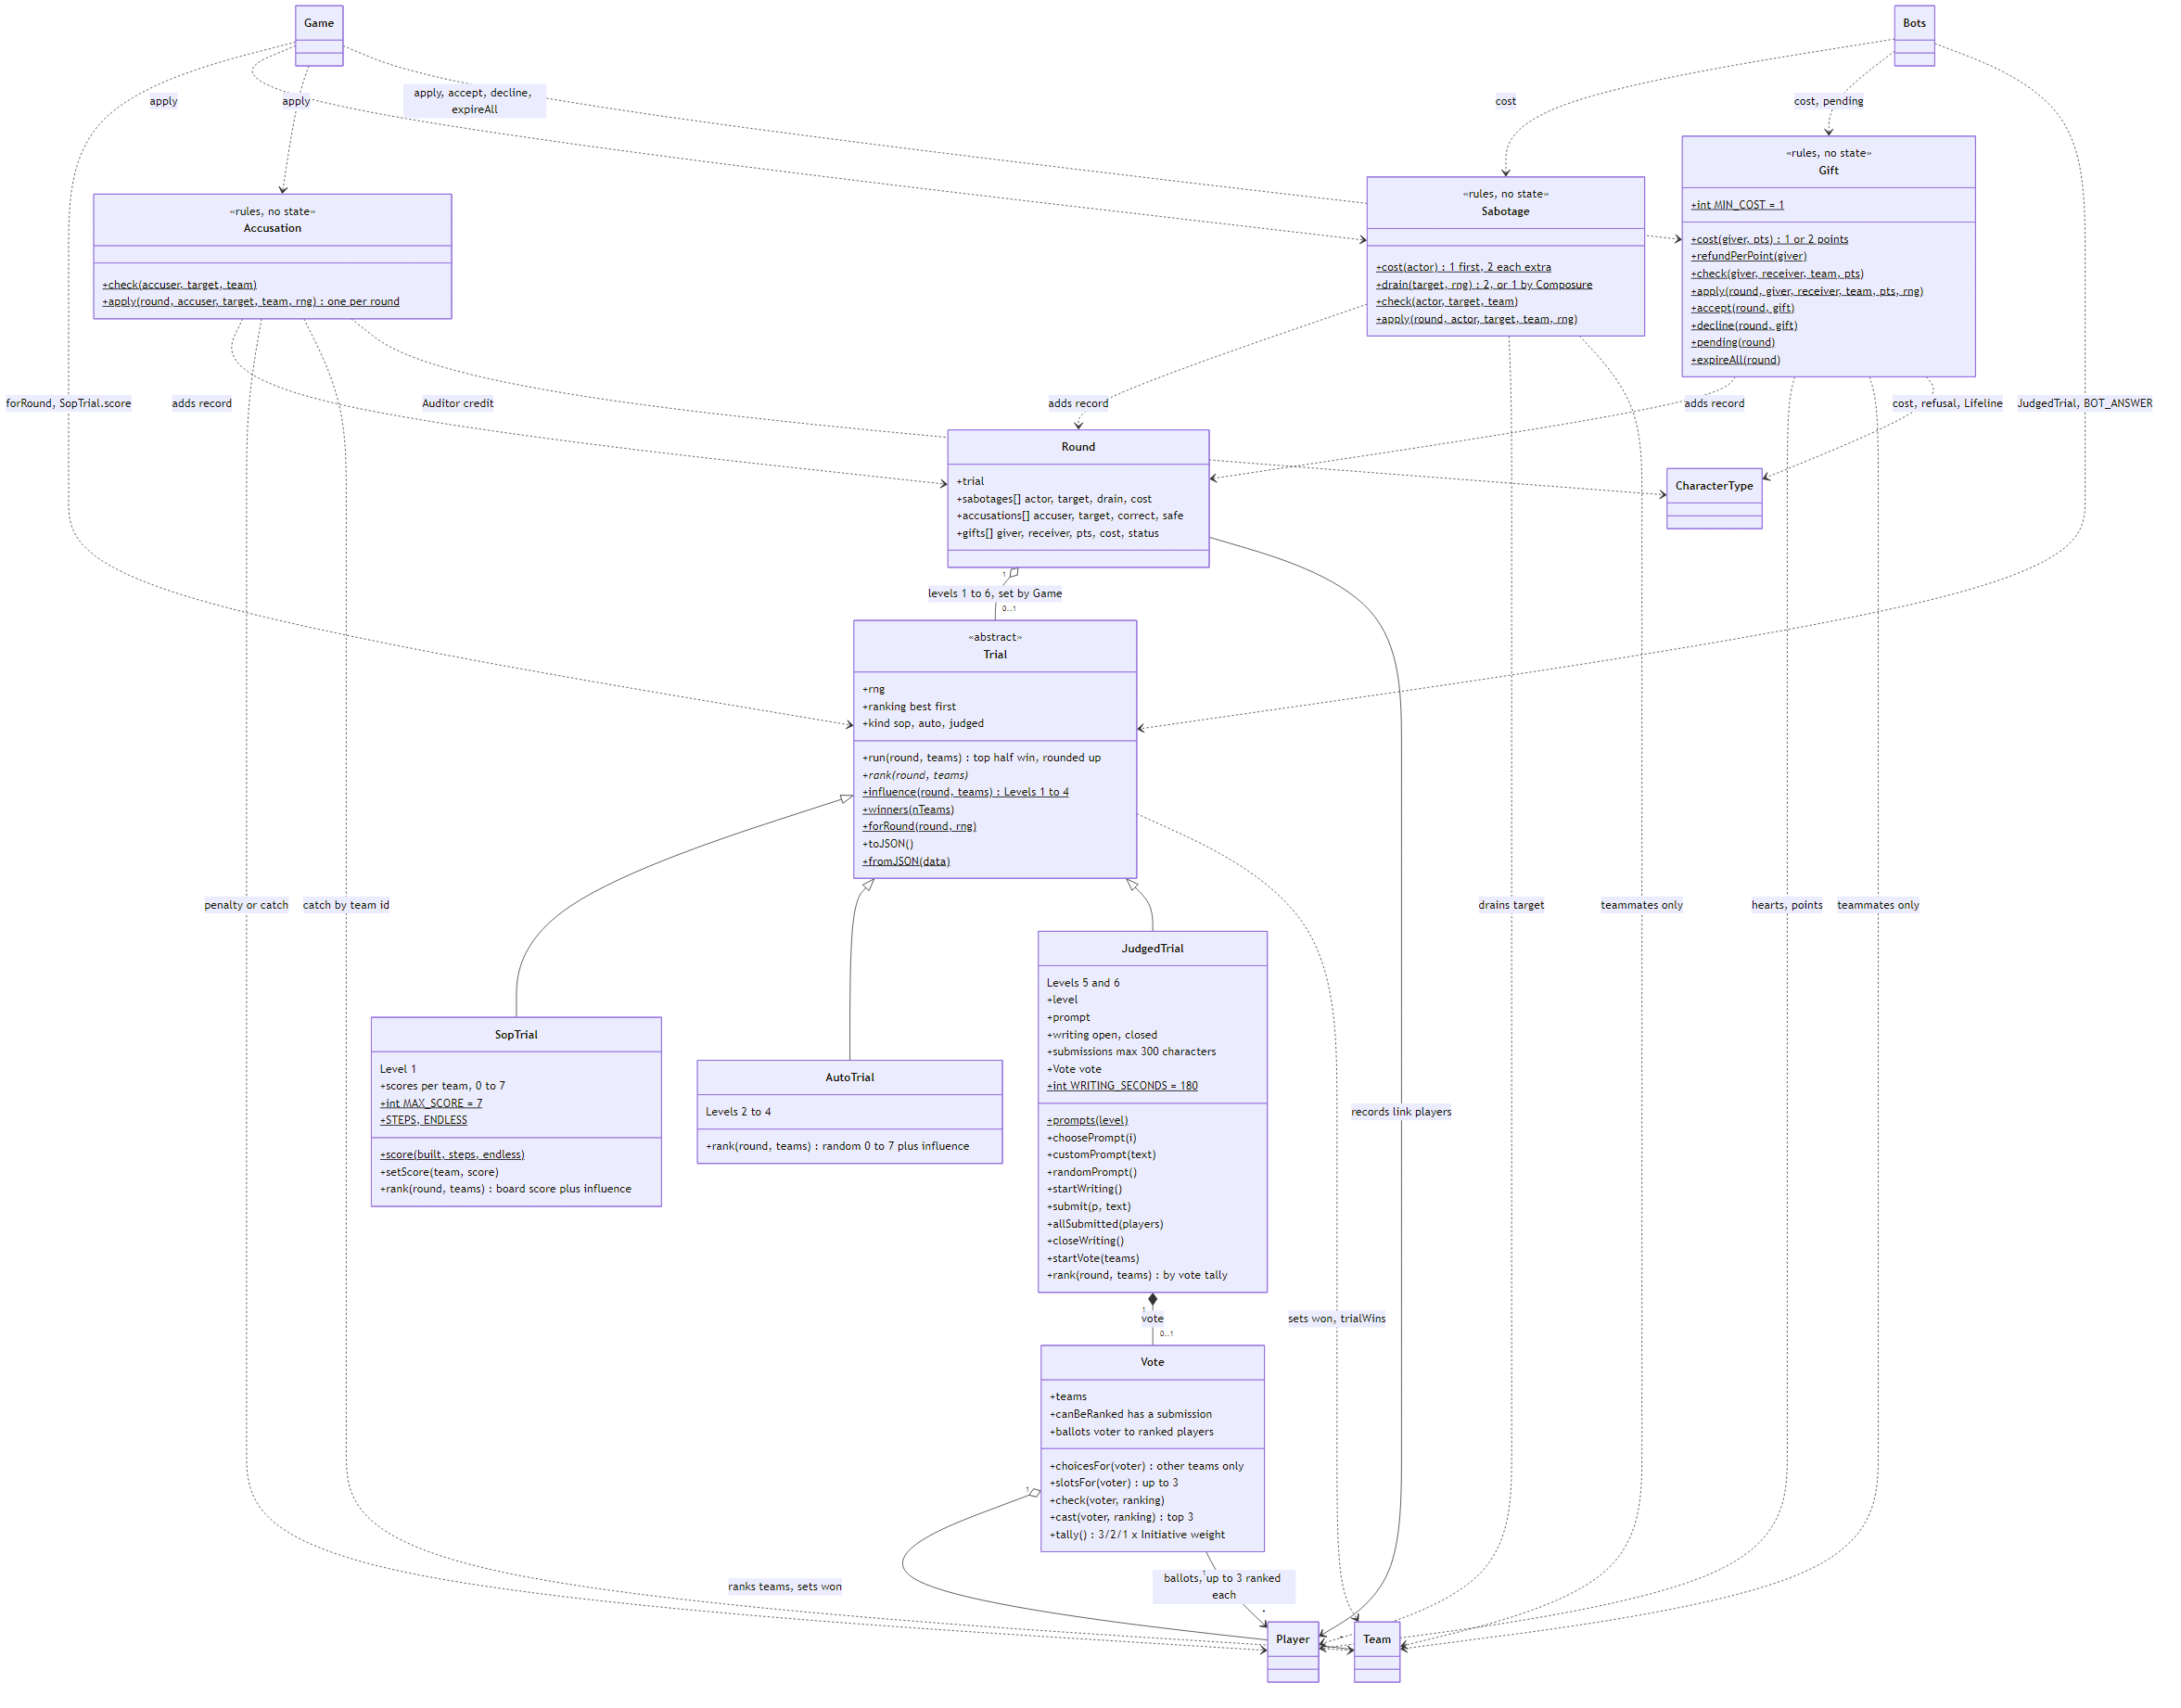 Game
Bots
apply
apply
apply, accept, decline,
expireAll
cost
cost, pending
«rules, no state»
Accusation
+check(accuser, target, team)
+apply(round, accuser, target, team, rng) : one per round
«rules, no state»
Sabotage
+cost(actor) : 1 first, 2 each extra
+drain(target, rng) : 2, or 1 by Composure
+check(actor, target, team)
+apply(round, actor, target, team, rng)
«rules, no state»
Gift
+int MIN_COST = 1
+cost(giver, pts) : 1 or 2 points
+refundPerPoint(giver)
+check(giver, receiver, team, pts)
+apply(round, giver, receiver, team, pts, rng)
+accept(round, gift)
+decline(round, gift)
+pending(round)
+expireAll(round)
forRound, SopTrial.score
adds record
Auditor credit
adds record
adds record
cost, refusal, Lifeline
JudgedTrial, BOT_ANSWER
Round
+trial
+sabotages[] actor, target, drain, cost
+accusations[] accuser, target, correct, safe
+gifts[] giver, receiver, pts, cost, status
CharacterType
1
levels 1 to 6, set by Game
0..1
«abstract»
Trial
+rng
+ranking best first
+kind sop, auto, judged
+run(round, teams) : top half win, rounded up
+rank(round, teams)
+influence(round, teams) : Levels 1 to 4
+winners(nTeams)
+forRound(round, rng)
+toJSON()
+fromJSON(data)
penalty or catch
catch by team id
drains target
teammates only
hearts, points
teammates only
SopTrial
Level 1
+scores per team, 0 to 7
+int MAX_SCORE = 7
+STEPS, ENDLESS
+score(built, steps, endless)
+setScore(team, score)
+rank(round, teams) : board score plus influence
AutoTrial
Levels 2 to 4
+rank(round, teams) : random 0 to 7 plus influence
JudgedTrial
Levels 5 and 6
+level
+prompt
+writing open, closed
+submissions max 300 characters
+Vote vote
+int WRITING_SECONDS = 180
+prompts(level)
+choosePrompt(i)
+customPrompt(text)
+randomPrompt()
+startWriting()
+submit(p, text)
+allSubmitted(players)
+closeWriting()
+startVote(teams)
+rank(round, teams) : by vote tally
records link players
1
vote
0..1
sets won, trialWins
Vote
+teams
+canBeRanked has a submission
+ballots voter to ranked players
+choicesFor(voter) : other teams only
+slotsFor(voter) : up to 3
+check(voter, ranking)
+cast(voter, ranking) : top 3
+tally() : 3/2/1 x Initiative weight
1
1
ranks teams, sets won
ballots, up to 3 ranked
each
*
*
Player
Team